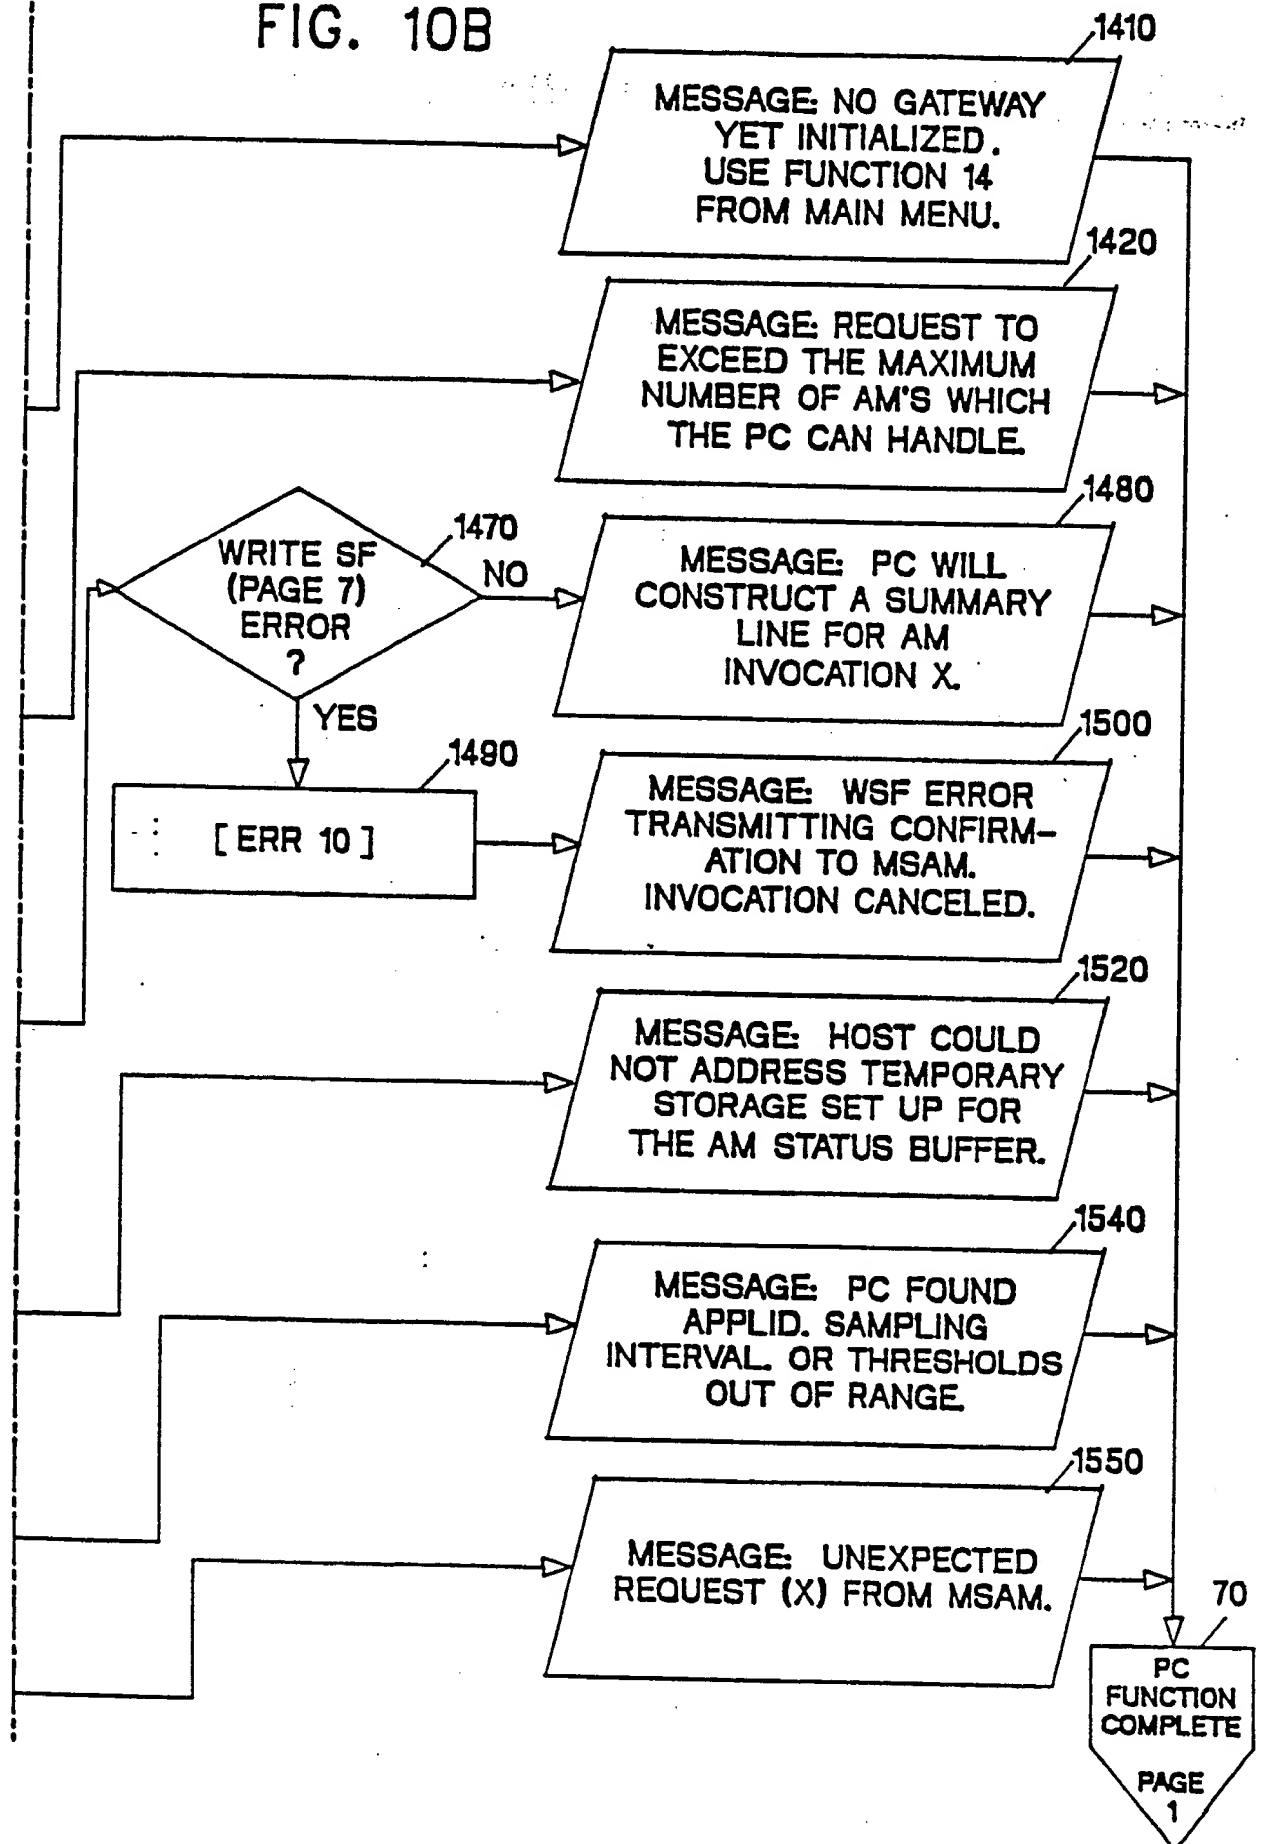 FIG. 10B
1410
MESSAGE: NO GATEWAY
YET INITIALIZED.
USE FUNCTION 14
FROM MAIN MENU.
1420
MESSAGE: REQUEST TO
EXCEED THE MAXIMUM
NUMBER OF AM'S WHICH
THE PC CAN HANDLE.
1470
WRITE SF
(PAGE 7)
ERROR
?
NO
YES
1480
MESSAGE: PC WILL
CONSTRUCT A SUMMARY
LINE FOR AM
INVOCATION X.
1490
[ERR 10]
1500
MESSAGE: WSF ERROR
TRANSMITTING CONFIRM-
ATION TO MSAM.
INVOCATION CANCELED.
1520
MESSAGE: HOST COULD
NOT ADDRESS TEMPORARY
STORAGE SET UP FOR
THE AM STATUS BUFFER.
1540
MESSAGE: PC FOUND
APPLID. SAMPLING
INTERVAL. OR THRESHOLDS
OUT OF RANGE.
1550
MESSAGE: UNEXPECTED
REQUEST (X) FROM MSAM.
70
PC
FUNCTION
COMPLETE
PAGE
1